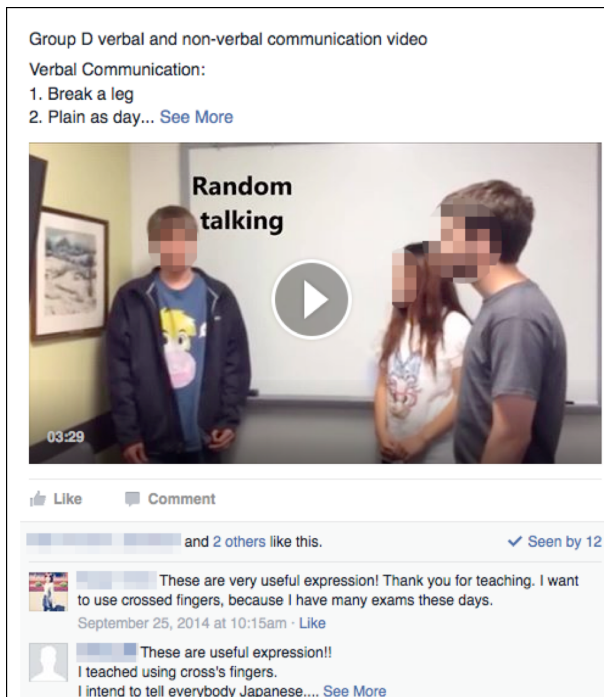 Group D verbal and non-verbal communication video
Verbal Communication:
1. Break a leg
2. Plain as day... See More
Random
talking
03:29
Like Comment
and 2 others like this. Seen by 12
These are very useful expression! Thank you for teaching. I want
to use crossed fingers, because I have many exams these days.
September 25, 2014 at 10:15am · Like
These are useful expression!!
I teached using cross's fingers.
I intend to tell everybody Japanese.... See More